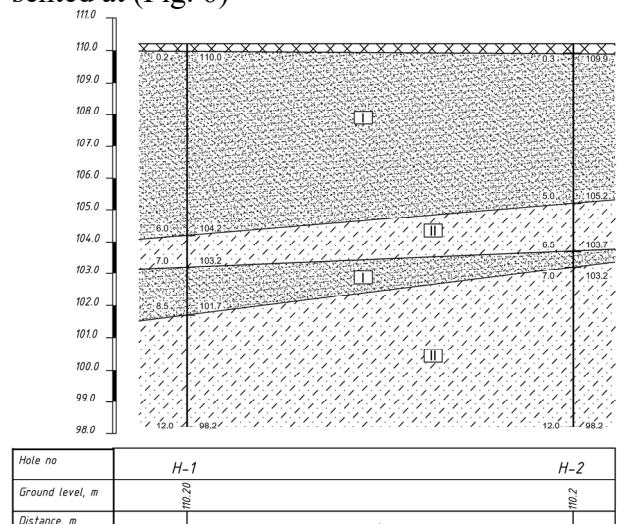 sented at (Fig. 6)
111.0
110.0
109.0
108.0
107.0
106.0
105.0
104.0
103.0
102.0
101.0
100.0
99.0
98.0
0.2 110.0 0.3 109.9
I
5.0 105.2
6.0 104.2 II
6.5 103.7
7.0 103.2 I 7.0 103.2
8.5 101.7
II
12.0 98.2 12.0 98.2
Hole no H-1 H-2
Ground level, m 110.20 110.2
Distance, m